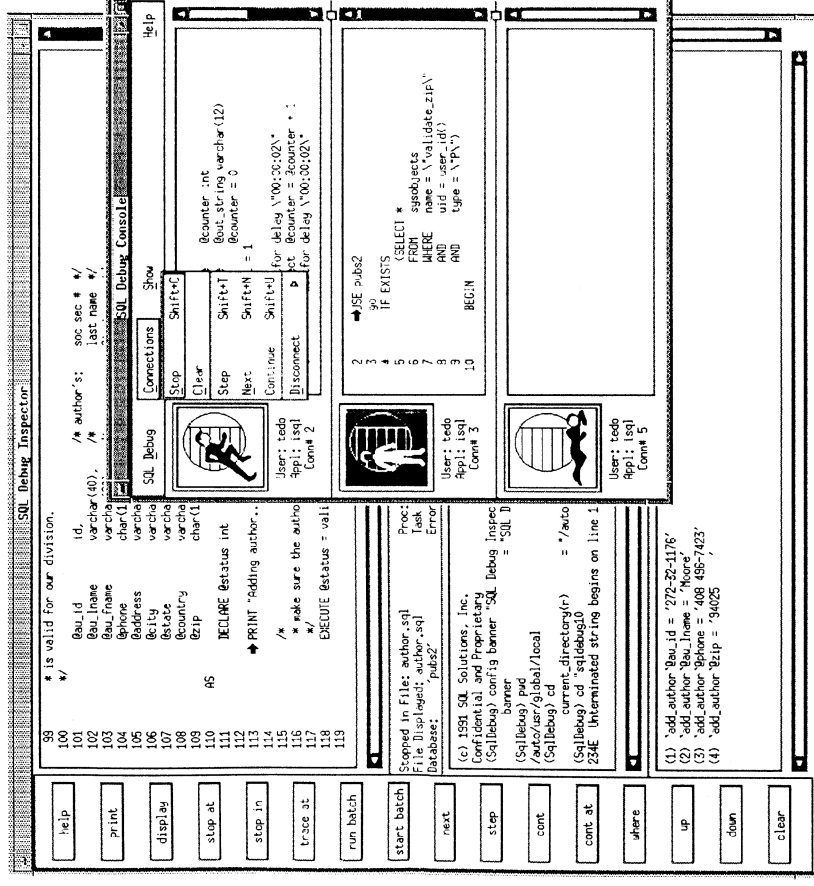 SQL Debug Inspector
help
print
display
stop at
stop in
trace at
run batch
start batch
next
step
cont
cont at
where
up
down
clear
99 * is valid for our division.
100 */
101 @au_id id, /* author's: soc sec # */
102 @au_lname varchar(40), /* last name */
103 @au_fname varcha
104 @phone char(1
105 @address varcha
106 @city varcha
107 @state varcha
108 @country varcha
109 @zip char(1
110 AS
111 DECLARE @status int
112
113 PRINT "Adding author..
114
115 /*
116 * make sure the autho
117 */
118 EXECUTE @status = vali
119
Stopped in File: author.sql Proc:
File Displayed: author.sql Task
Database: 'pubs2' Error
(c) 1991 SQL Solutions, Inc.
Confidential and Proprietary
(SqlDebug) config banner "SQL Debug Inspec
banner = "SQL D
(SqlDebug) pwd
/auto/usr/global/local
(SqlDebug) cd
current_directory(r) = "/auto
(SqlDebug) cd "sqldebug10
234E Unterminated string begins on line 1
(1) `add_author`@au_id = '272-32-1176'
(2) `add_author`@au_lname = 'Moore'
(3) `add_author`@phone = '408 496-7423'
(4) `add_author`@zip = '94025 '
SQL Debug Console
SQL Debug Connections Show Help
Stop Shift+C
Clear
Step Shift+T
Next Shift+N
Continue Shift+U
Disconnect
@counter int
@out_string varchar(12)
@counter = 0
= 1
for delay \"00:00:02\"
ct @counter = @counter + 1
for delay \"00:00:02\"
User: tedo
Appl: isql
Conn# 2
2 USE pubs2
3 go
4 IF EXISTS
5 (SELECT *
6 FROM sysobjects
7 WHERE name = \"validate_zip\"
8 AND uid = user_id()
9 AND type = \"P\")
10 BEGIN
User: tedo
Appl: isql
Conn# 3
User: tedo
Appl: isql
Conn# 5